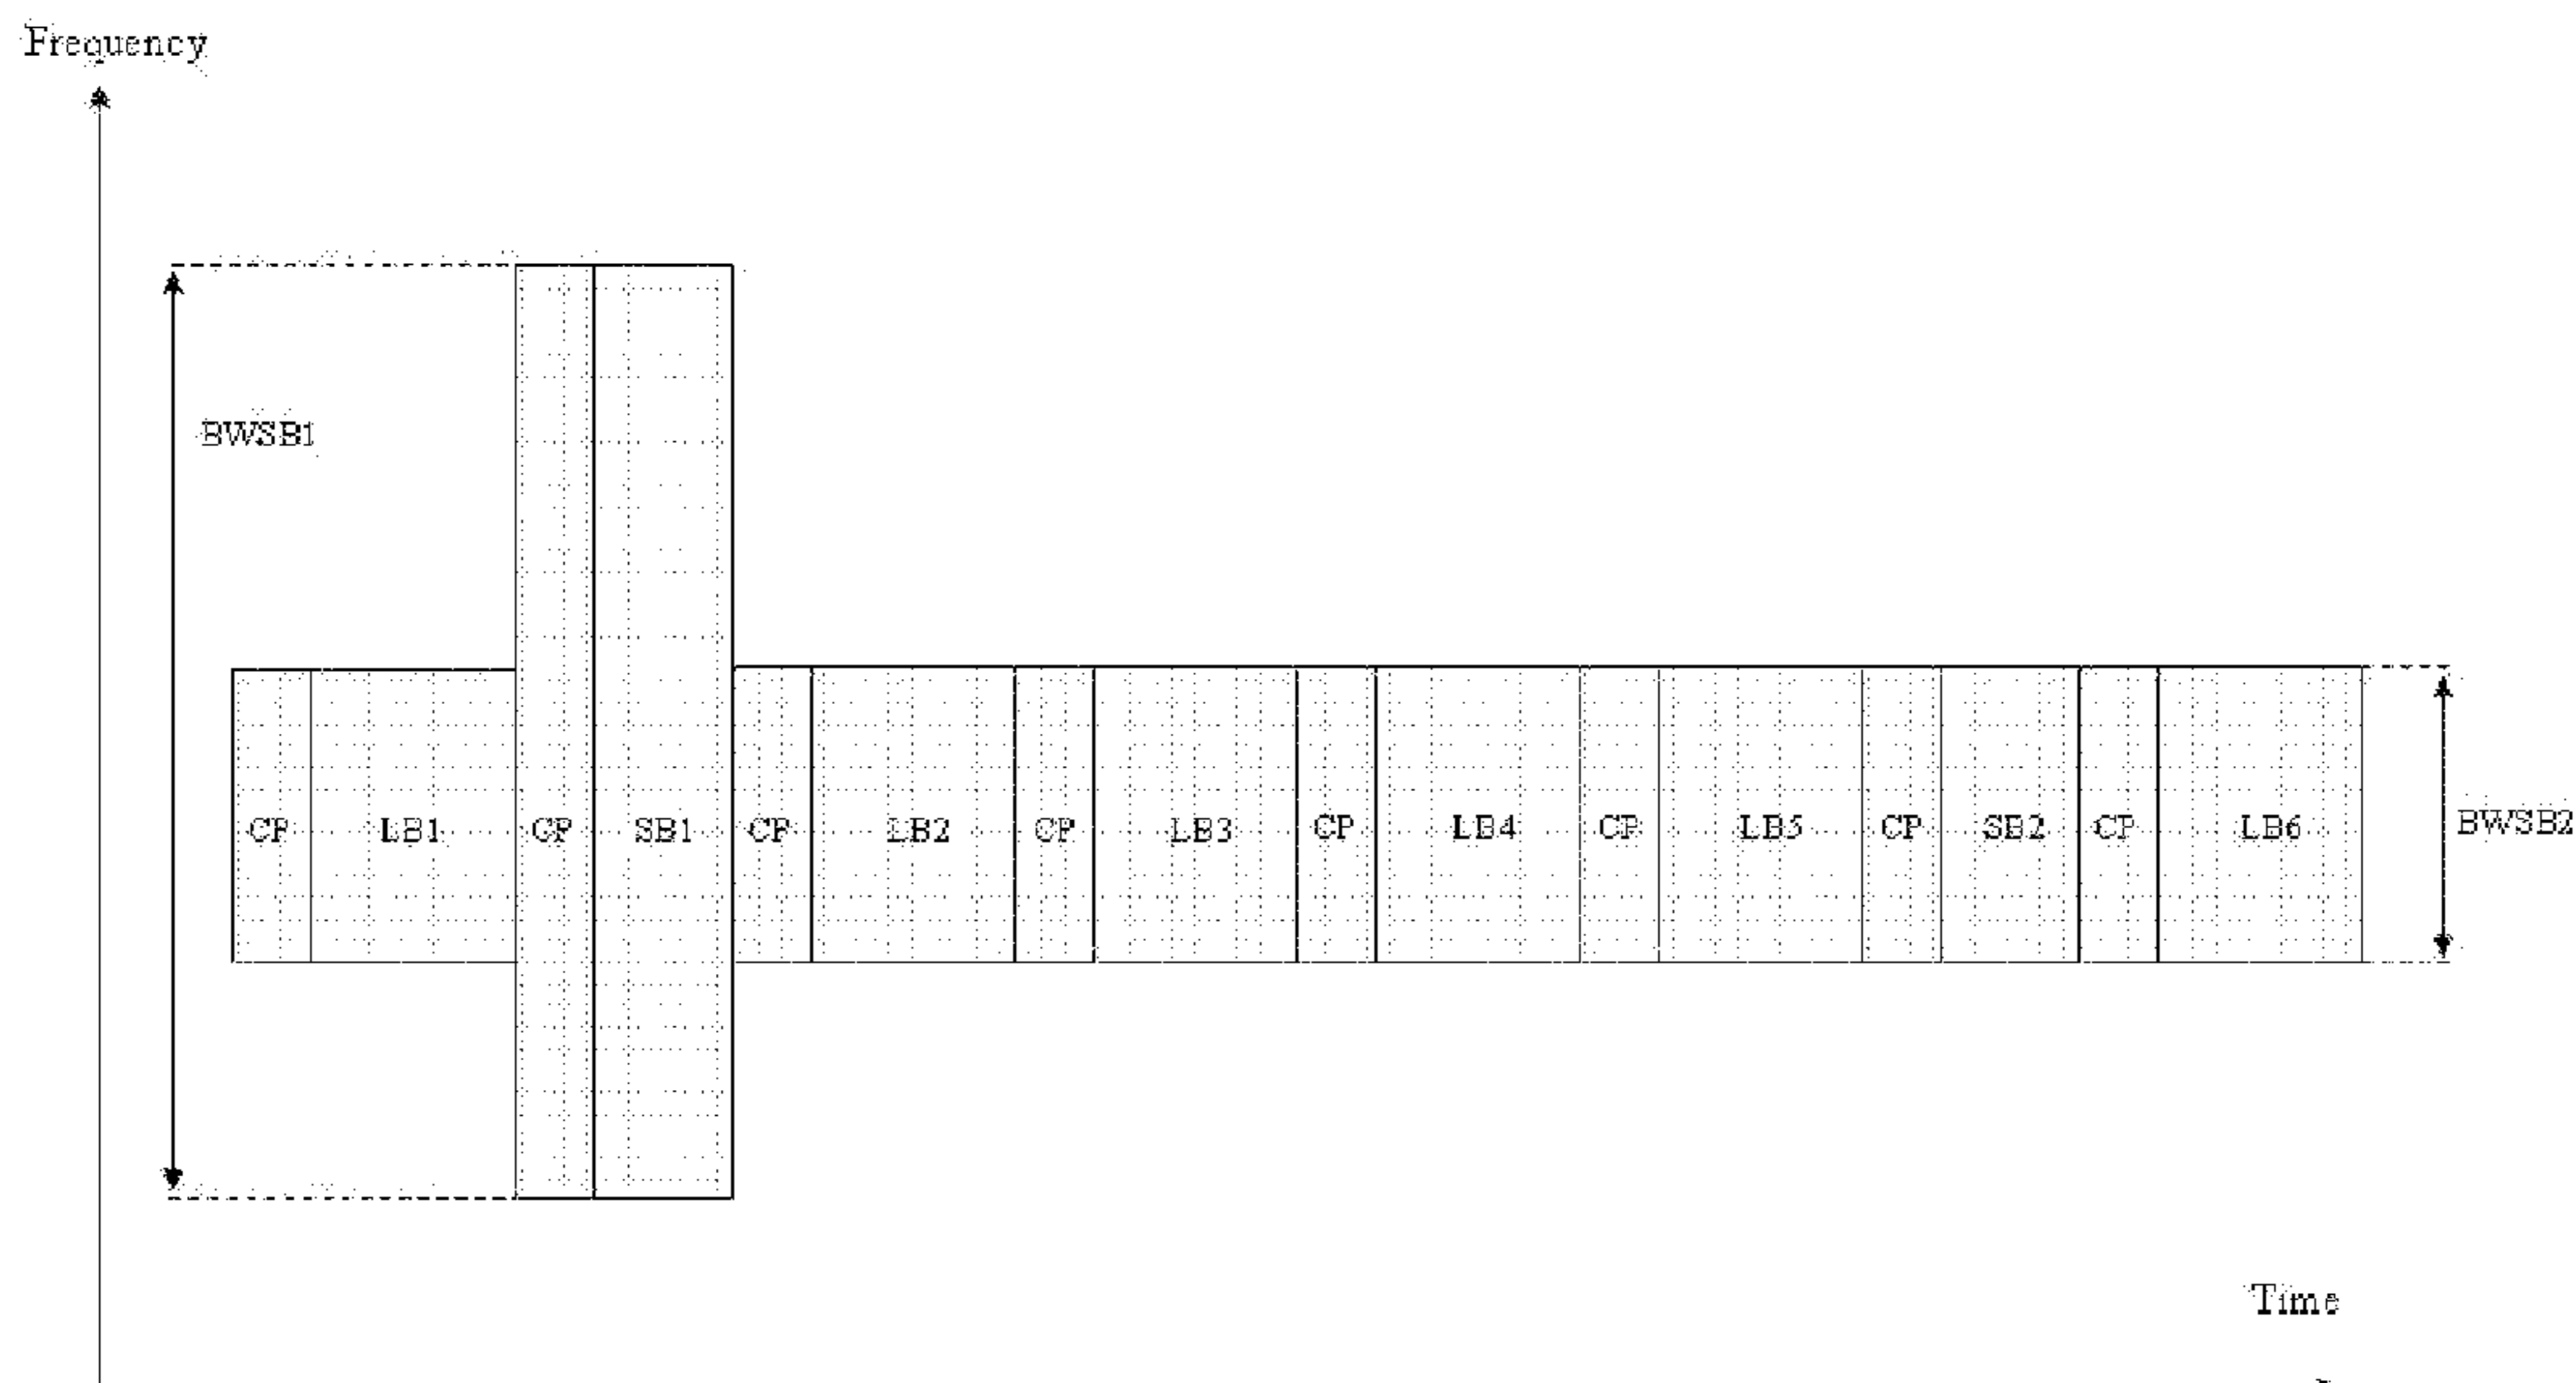 Frequency
BWSB1
CP LB1 CP SB1 CP LB2 CP LB3 CP LB4 CP LB5 CP SB2 CP LB6
BWSB2
Time